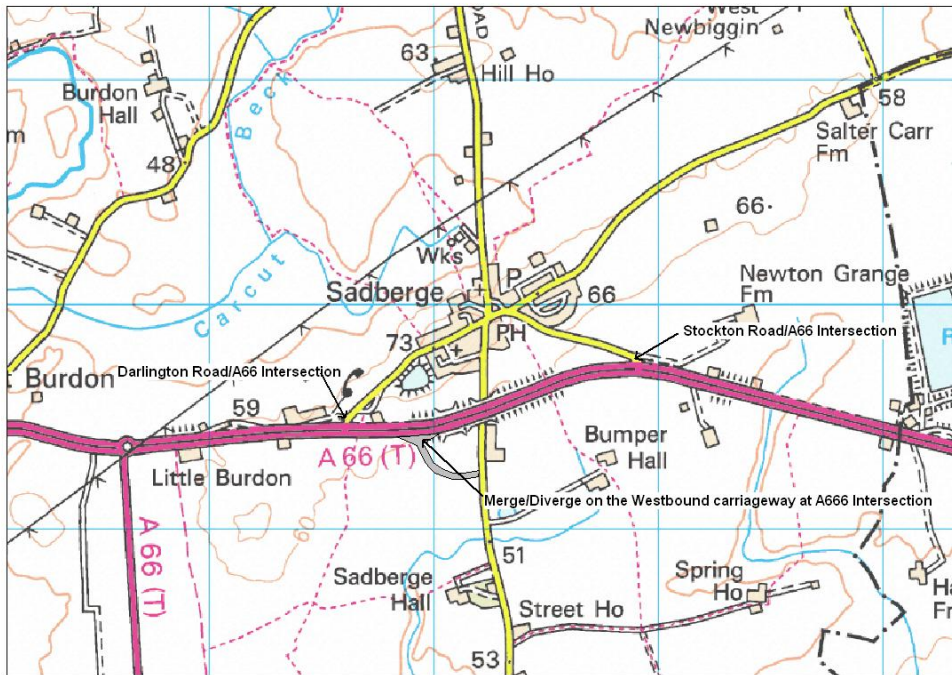 West
Newbiggin
ROAD
63
Hill Ho
Burdon
Hall
Beck
58
Salter Carr
Fm
m
48
66
Wks
Carcut
Sadberge
P
66
Newton Grange
Fm
PH
Stockton Road/A66 Intersection
73
t Burdon
Darlington Road/A66 Intersection
59
A 66 (T)
Little Burdon
Bumper
Hall
Merge/Diverge on the Westbound carriageway at A666 Intersection
60
A 66 (T)
51
Sadberge
Hall
Spring
Ho
Street Ho
53